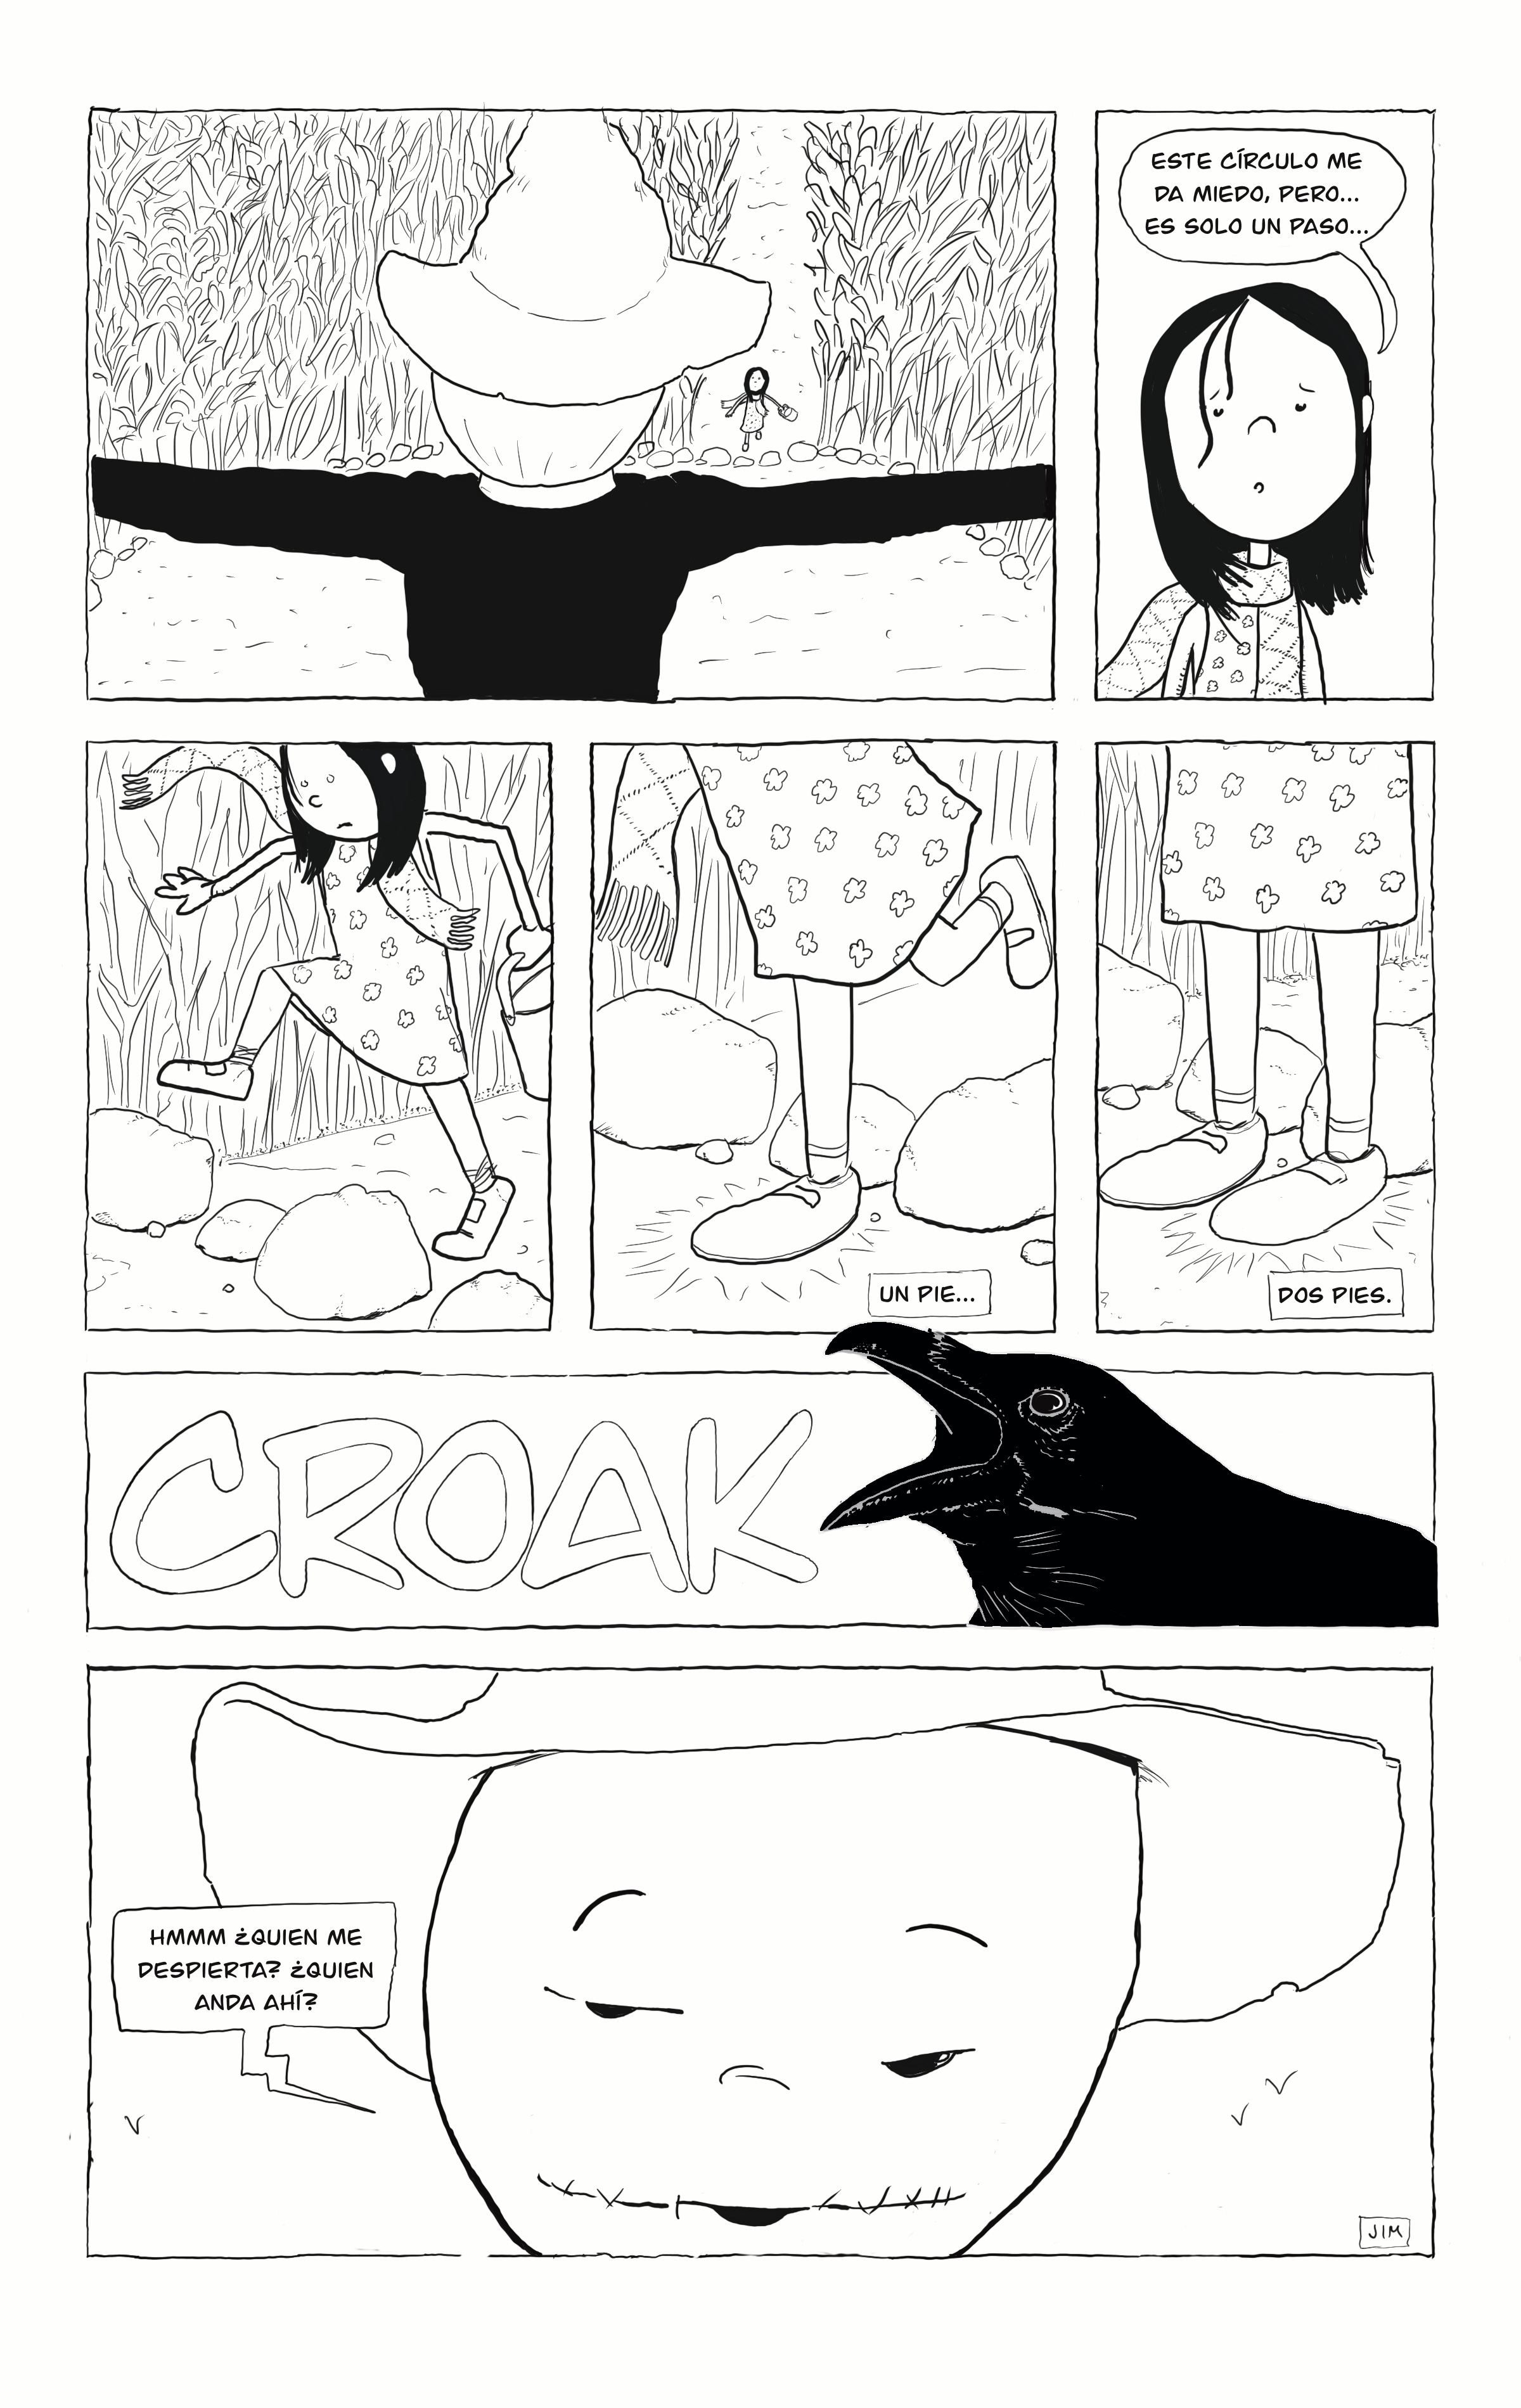 ESTE CÍRCULO ME
DA MIEDO, PERO...
ES SOLO UN PASO...
UN PIE...
DOS PIES.
CROAK
HMMM ¿QUIEN ME
DESPIERTA? ¿QUIEN
ANDA AHÍ?
JIM